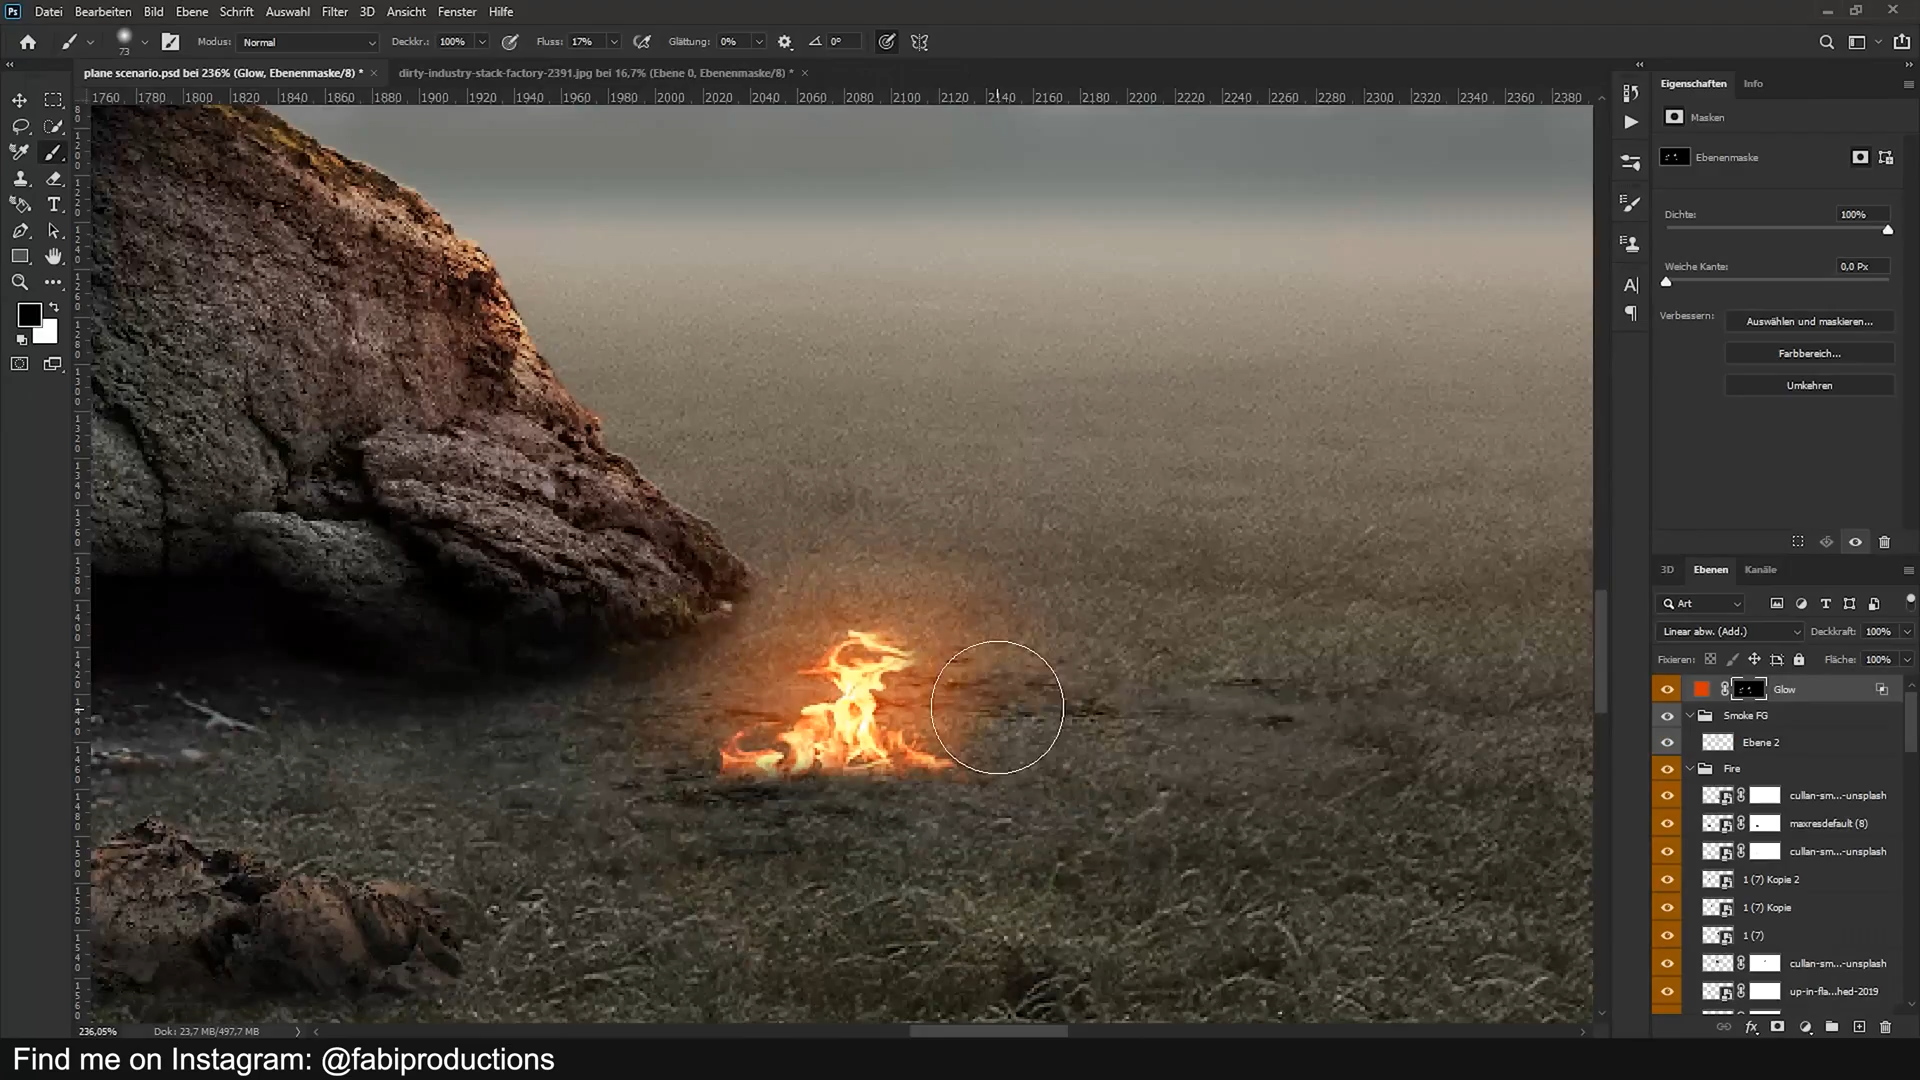 Ps Datei Bearbeiten Bild Ebene Schrift Auswahl Filter 3D Ansicht Fenster Hilfe
73 Modus: Normal Deckkr.: 100% Fluss: 17% Glättung: 0% 0°
plane scenario.psd bei 236% (Glow, Ebenenmaske/8) * × dirty-industry-stack-factory-2391.jpg bei 16,7% (Ebene 0, Ebenenmaske/8) * ×
1760 1780 1800 1820 1840 1860 1880 1900 1920 1940 1960 1980 2000 2020 2040 2060 2080 2100 2120 2140 2160 2180 2200 2220 2240 2260 2280 2300 2320 2340 2360 2380
Eigenschaften Info
Masken
Ebenenmaske
Dichte: 100%
Weiche Kante: 0,0 Px
Verbessern: Auswählen und maskieren...
Farbbereich...
Umkehren
3D Ebenen Kanäle
Art
Linear abw. (Add.) Deckkraft: 100%
Fixieren: Fläche: 100%
Glow
Smoke FG
Ebene 2
Fire
cullan-sm...-unsplash
maxresdefault (8)
cullan-sm...-unsplash
1 (7) Kopie 2
1 (7) Kopie
1 (7)
cullan-sm...-unsplash
up-in-fla...hed-2019
236,05% Dok: 23,7 MB/497,7 MB
Find me on Instagram: @fabiproductions